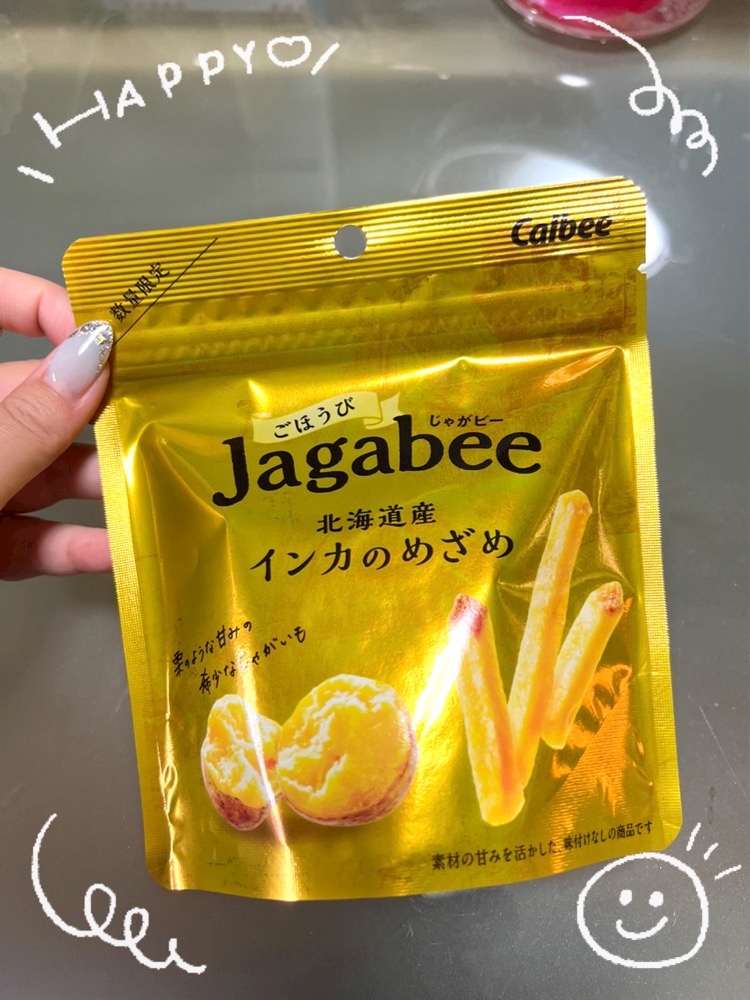 HAPPY♡
Calbee
数量限定
ごほうび
じゃがビー
Jagabee
北海道産
インカのめざめ
栗のような甘みの
希少なじゃがいも
素材の甘みを活かした、味付けなしの商品です